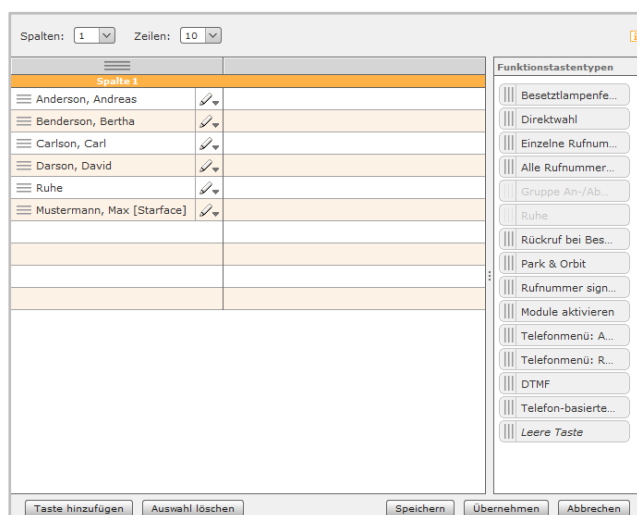 Spalten: 1 Zeilen: 10
Spalte 1
Anderson, Andreas
Benderson, Bertha
Carlson, Carl
Darson, David
Ruhe
Mustermann, Max [Starface]
Funktionstastentypen
Besetztlampenfe...
Direktwahl
Einzelne Rufnum...
Alle Rufnummer...
Gruppe An-/Ab...
Ruhe
Rückruf bei Bes...
Park & Orbit
Rufnummer sign...
Module aktivieren
Telefonmenü: A...
Telefonmenü: R...
DTMF
Telefon-basierte...
Leere Taste
Taste hinzufügen Auswahl löschen Speichern Übernehmen Abbrechen